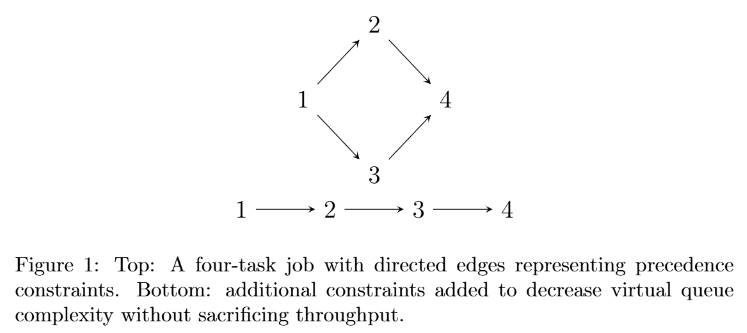 2
1
4
3
1 2 3 4
Figure 1: Top: A four-task job with directed edges representing precedence
constraints. Bottom: additional constraints added to decrease virtual queue
complexity without sacrificing throughput.